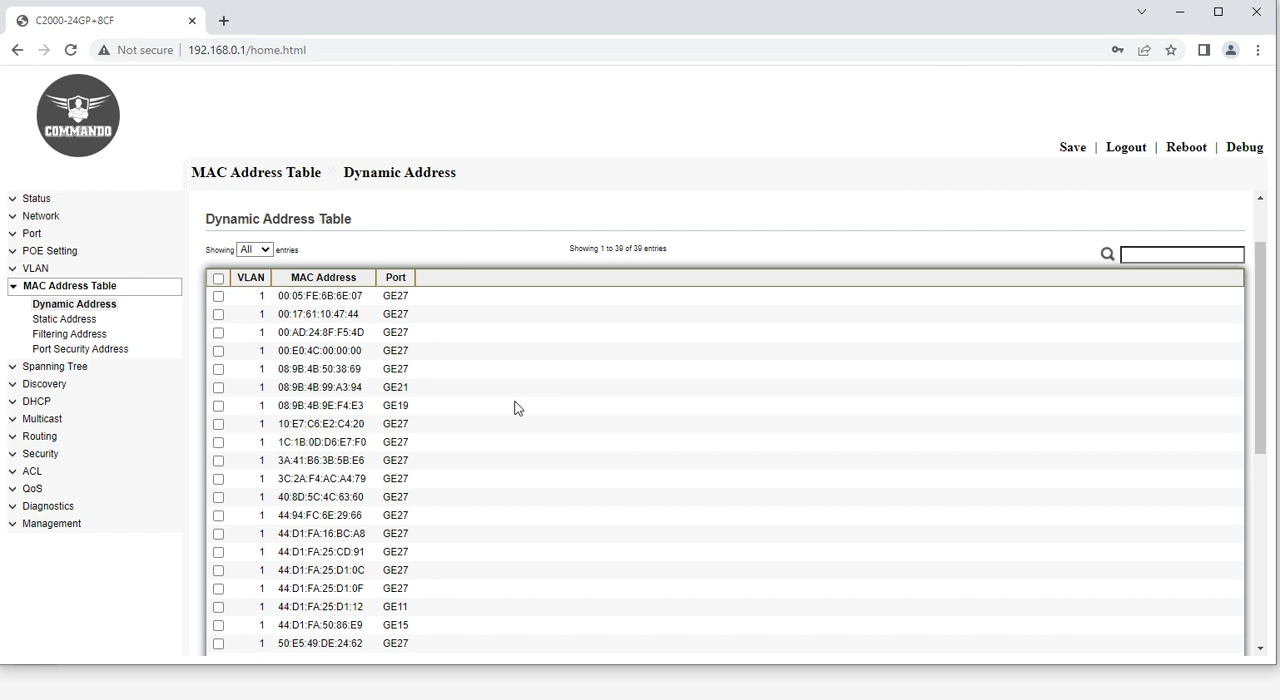 C2000-24GP+8CF
Not secure | 192.168.0.1/home.html
COMMANDO
Save | Logout | Reboot | Debug
MAC Address Table Dynamic Address
Status
Network
Port
POE Setting
VLAN
MAC Address Table
Dynamic Address
Static Address
Filtering Address
Port Security Address
Spanning Tree
Discovery
DHCP
Multicast
Routing
Security
ACL
QoS
Diagnostics
Management
Dynamic Address Table
Showing All entries Showing 1 to 39 of 39 entries
VLAN MAC Address Port
1 00:05:FE:6B:6E:07 GE27
1 00:17:61:10:47:44 GE27
1 00:AD:24:8F:F5:4D GE27
1 00:E0:4C:00:00:00 GE27
1 08:9B:4B:50:38:69 GE27
1 08:9B:4B:99:A3:94 GE21
1 08:9B:4B:9E:F4:E3 GE19
1 10:E7:C6:E2:C4:20 GE27
1 1C:1B:0D:D6:E7:F0 GE27
1 3A:41:B6:3B:5B:E6 GE27
1 3C:2A:F4:AC:A4:79 GE27
1 40:8D:5C:4C:63:60 GE27
1 44:94:FC:6E:29:66 GE27
1 44:D1:FA:16:BC:A8 GE27
1 44:D1:FA:25:CD:91 GE27
1 44:D1:FA:25:D1:0C GE27
1 44:D1:FA:25:D1:0F GE27
1 44:D1:FA:25:D1:12 GE11
1 44:D1:FA:50:86:E9 GE15
1 50:E5:49:DE:24:62 GE27